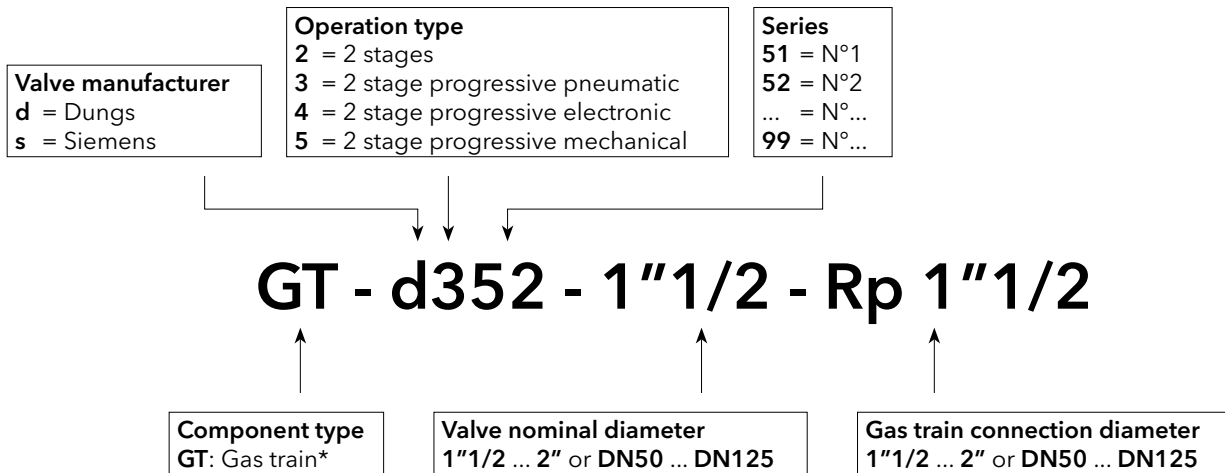 Valve manufacturer
d = Dungs
s = Siemens
Operation type
2 = 2 stages
3 = 2 stage progressive pneumatic
4 = 2 stage progressive electronic
5 = 2 stage progressive mechanical
Series
51 = N°1
52 = N°2
... = N°...
99 = N°...
GT - d352 - 1"1/2 - Rp 1"1/2
Component type
GT: Gas train*
Valve nominal diameter
1"1/2 ... 2" or DN50 ... DN125
Gas train connection diameter
1"1/2 ... 2" or DN50 ... DN125